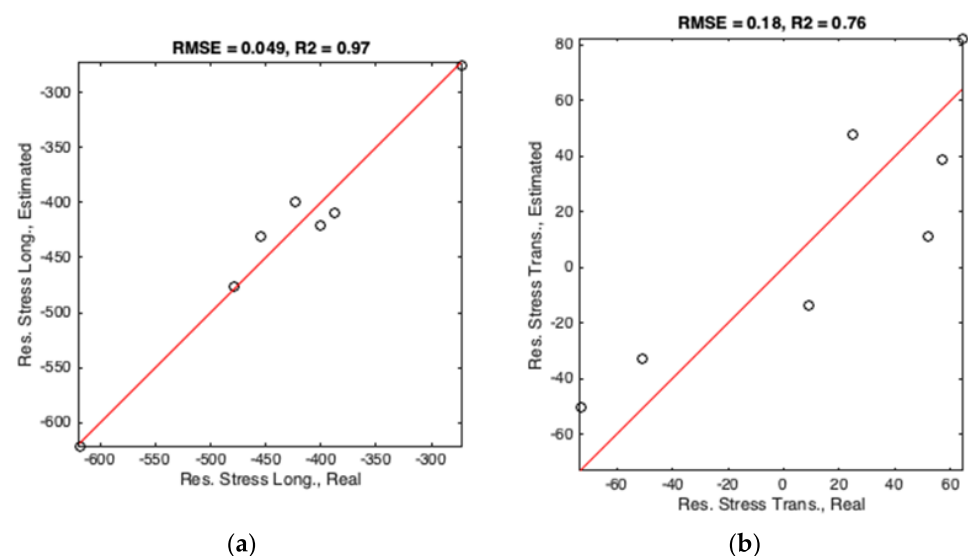 RMSE = 0.049, R2 = 0.97
Res. Stress Long., Estimated
-300
-350
-400
-450
-500
-550
-600
-600 -550 -500 -450 -400 -350 -300
Res. Stress Long., Real
(a)
RMSE = 0.18, R2 = 0.76
Res. Stress Trans., Estimated
80
60
40
20
0
-20
-40
-60
-60 -40 -20 0 20 40 60
Res. Stress Trans., Real
(b)